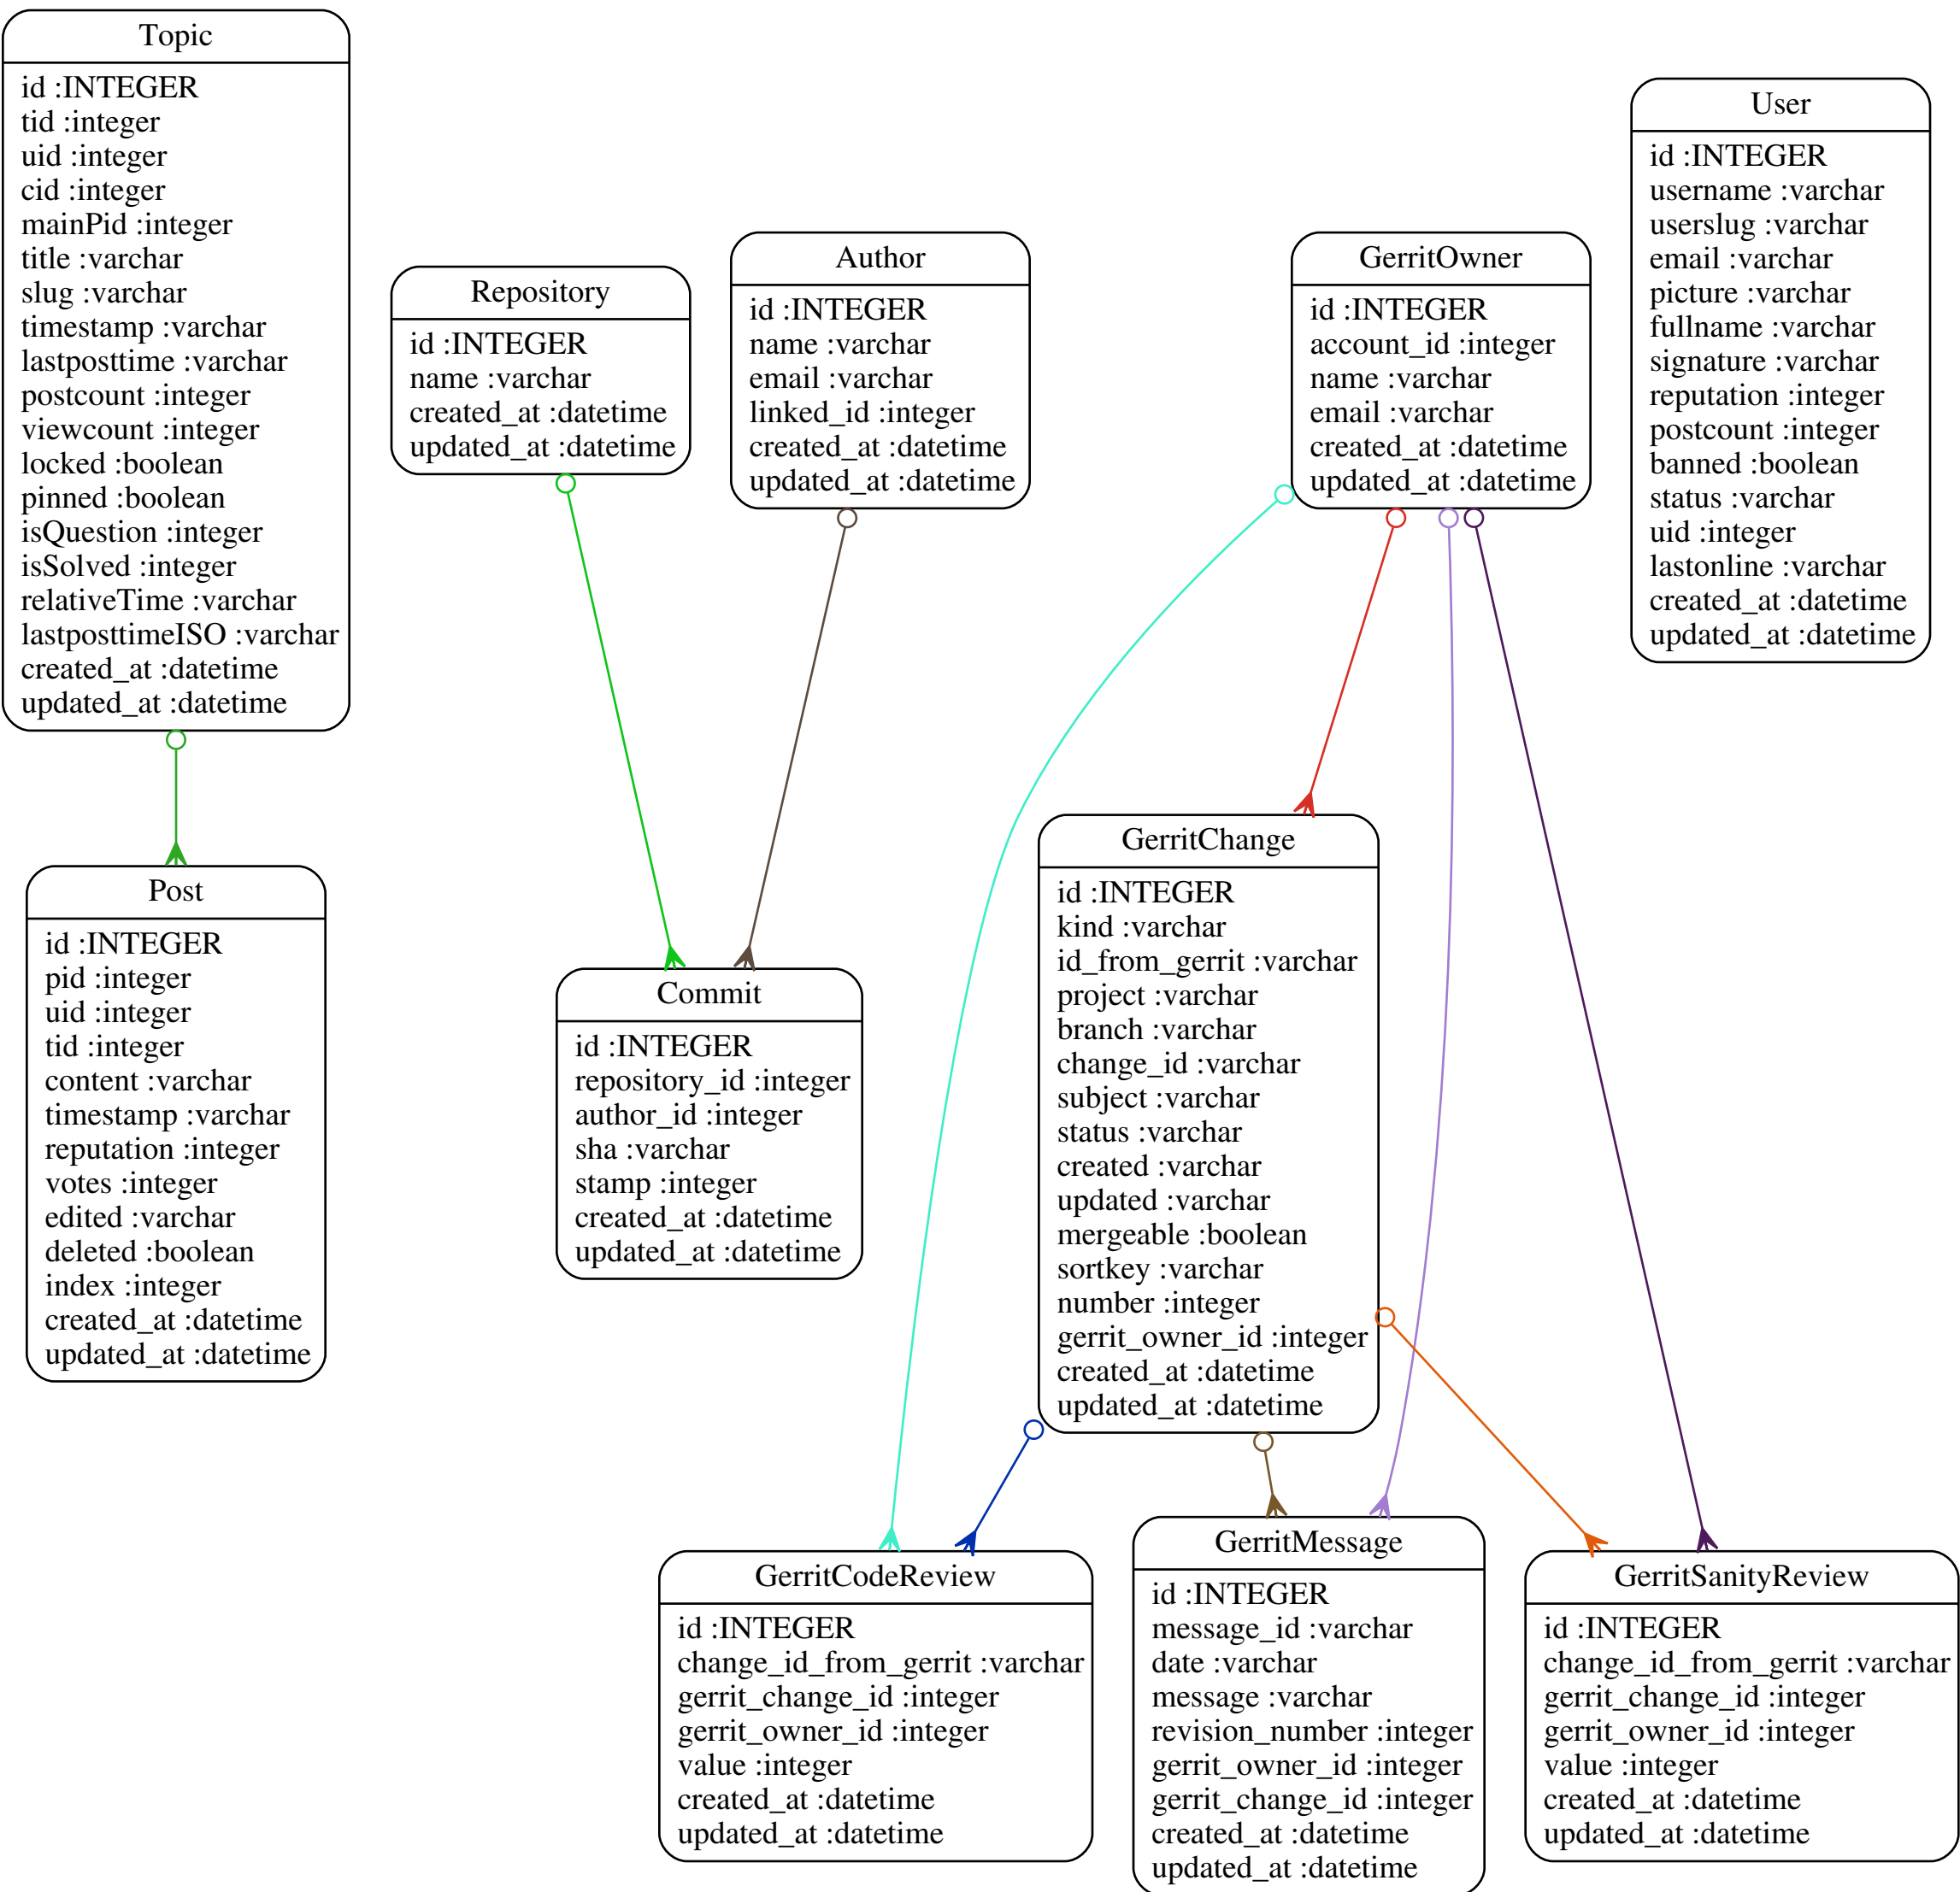 Topic
id :INTEGER
tid :integer
uid :integer
cid :integer
mainPid :integer
title :varchar
slug :varchar
timestamp :varchar
lastposttime :varchar
postcount :integer
viewcount :integer
locked :boolean
pinned :boolean
isQuestion :integer
isSolved :integer
relativeTime :varchar
lastposttimeISO :varchar
created_at :datetime
updated_at :datetime
Repository
id :INTEGER
name :varchar
created_at :datetime
updated_at :datetime
Author
id :INTEGER
name :varchar
email :varchar
linked_id :integer
created_at :datetime
updated_at :datetime
GerritOwner
id :INTEGER
account_id :integer
name :varchar
email :varchar
created_at :datetime
updated_at :datetime
User
id :INTEGER
username :varchar
userslug :varchar
email :varchar
picture :varchar
fullname :varchar
signature :varchar
reputation :integer
postcount :integer
banned :boolean
status :varchar
uid :integer
lastonline :varchar
created_at :datetime
updated_at :datetime
Post
id :INTEGER
pid :integer
uid :integer
tid :integer
content :varchar
timestamp :varchar
reputation :integer
votes :integer
edited :varchar
deleted :boolean
index :integer
created_at :datetime
updated_at :datetime
Commit
id :INTEGER
repository_id :integer
author_id :integer
sha :varchar
stamp :integer
created_at :datetime
updated_at :datetime
GerritChange
id :INTEGER
kind :varchar
id_from_gerrit :varchar
project :varchar
branch :varchar
change_id :varchar
subject :varchar
status :varchar
created :varchar
updated :varchar
mergeable :boolean
sortkey :varchar
number :integer
gerrit_owner_id :integer
created_at :datetime
updated_at :datetime
GerritCodeReview
id :INTEGER
change_id_from_gerrit :varchar
gerrit_change_id :integer
gerrit_owner_id :integer
value :integer
created_at :datetime
updated_at :datetime
GerritMessage
id :INTEGER
message_id :varchar
date :varchar
message :varchar
revision_number :integer
gerrit_owner_id :integer
gerrit_change_id :integer
created_at :datetime
updated_at :datetime
GerritSanityReview
id :INTEGER
change_id_from_gerrit :varchar
gerrit_change_id :integer
gerrit_owner_id :integer
value :integer
created_at :datetime
updated_at :datetime